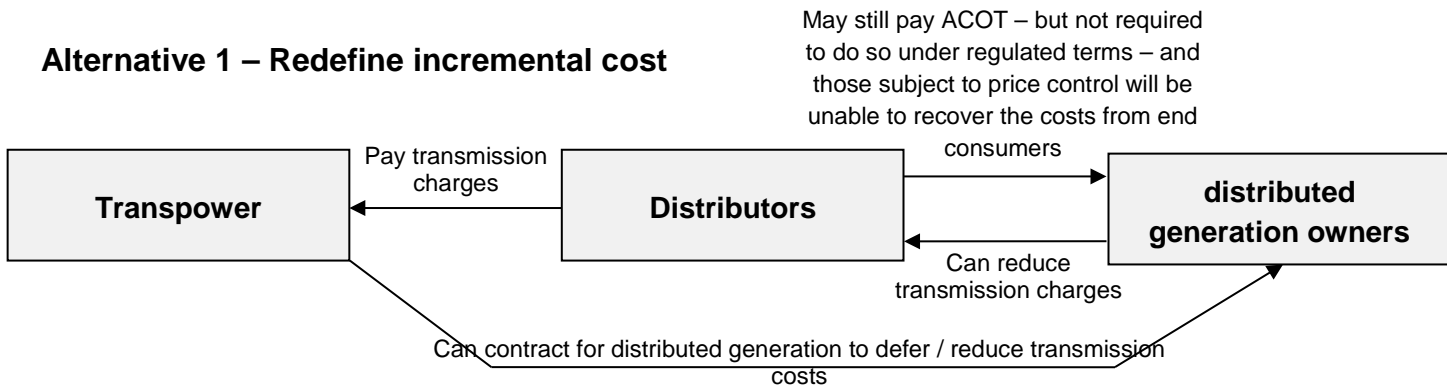 May still pay ACOT – but not required
to do so under regulated terms – and
those subject to price control will be
unable to recover the costs from end
consumers
Alternative 1 – Redefine incremental cost
Transpower
Pay transmission
charges
Distributors
distributed
generation owners
Can reduce
transmission charges
Can contract for distributed generation to defer / reduce transmission
costs